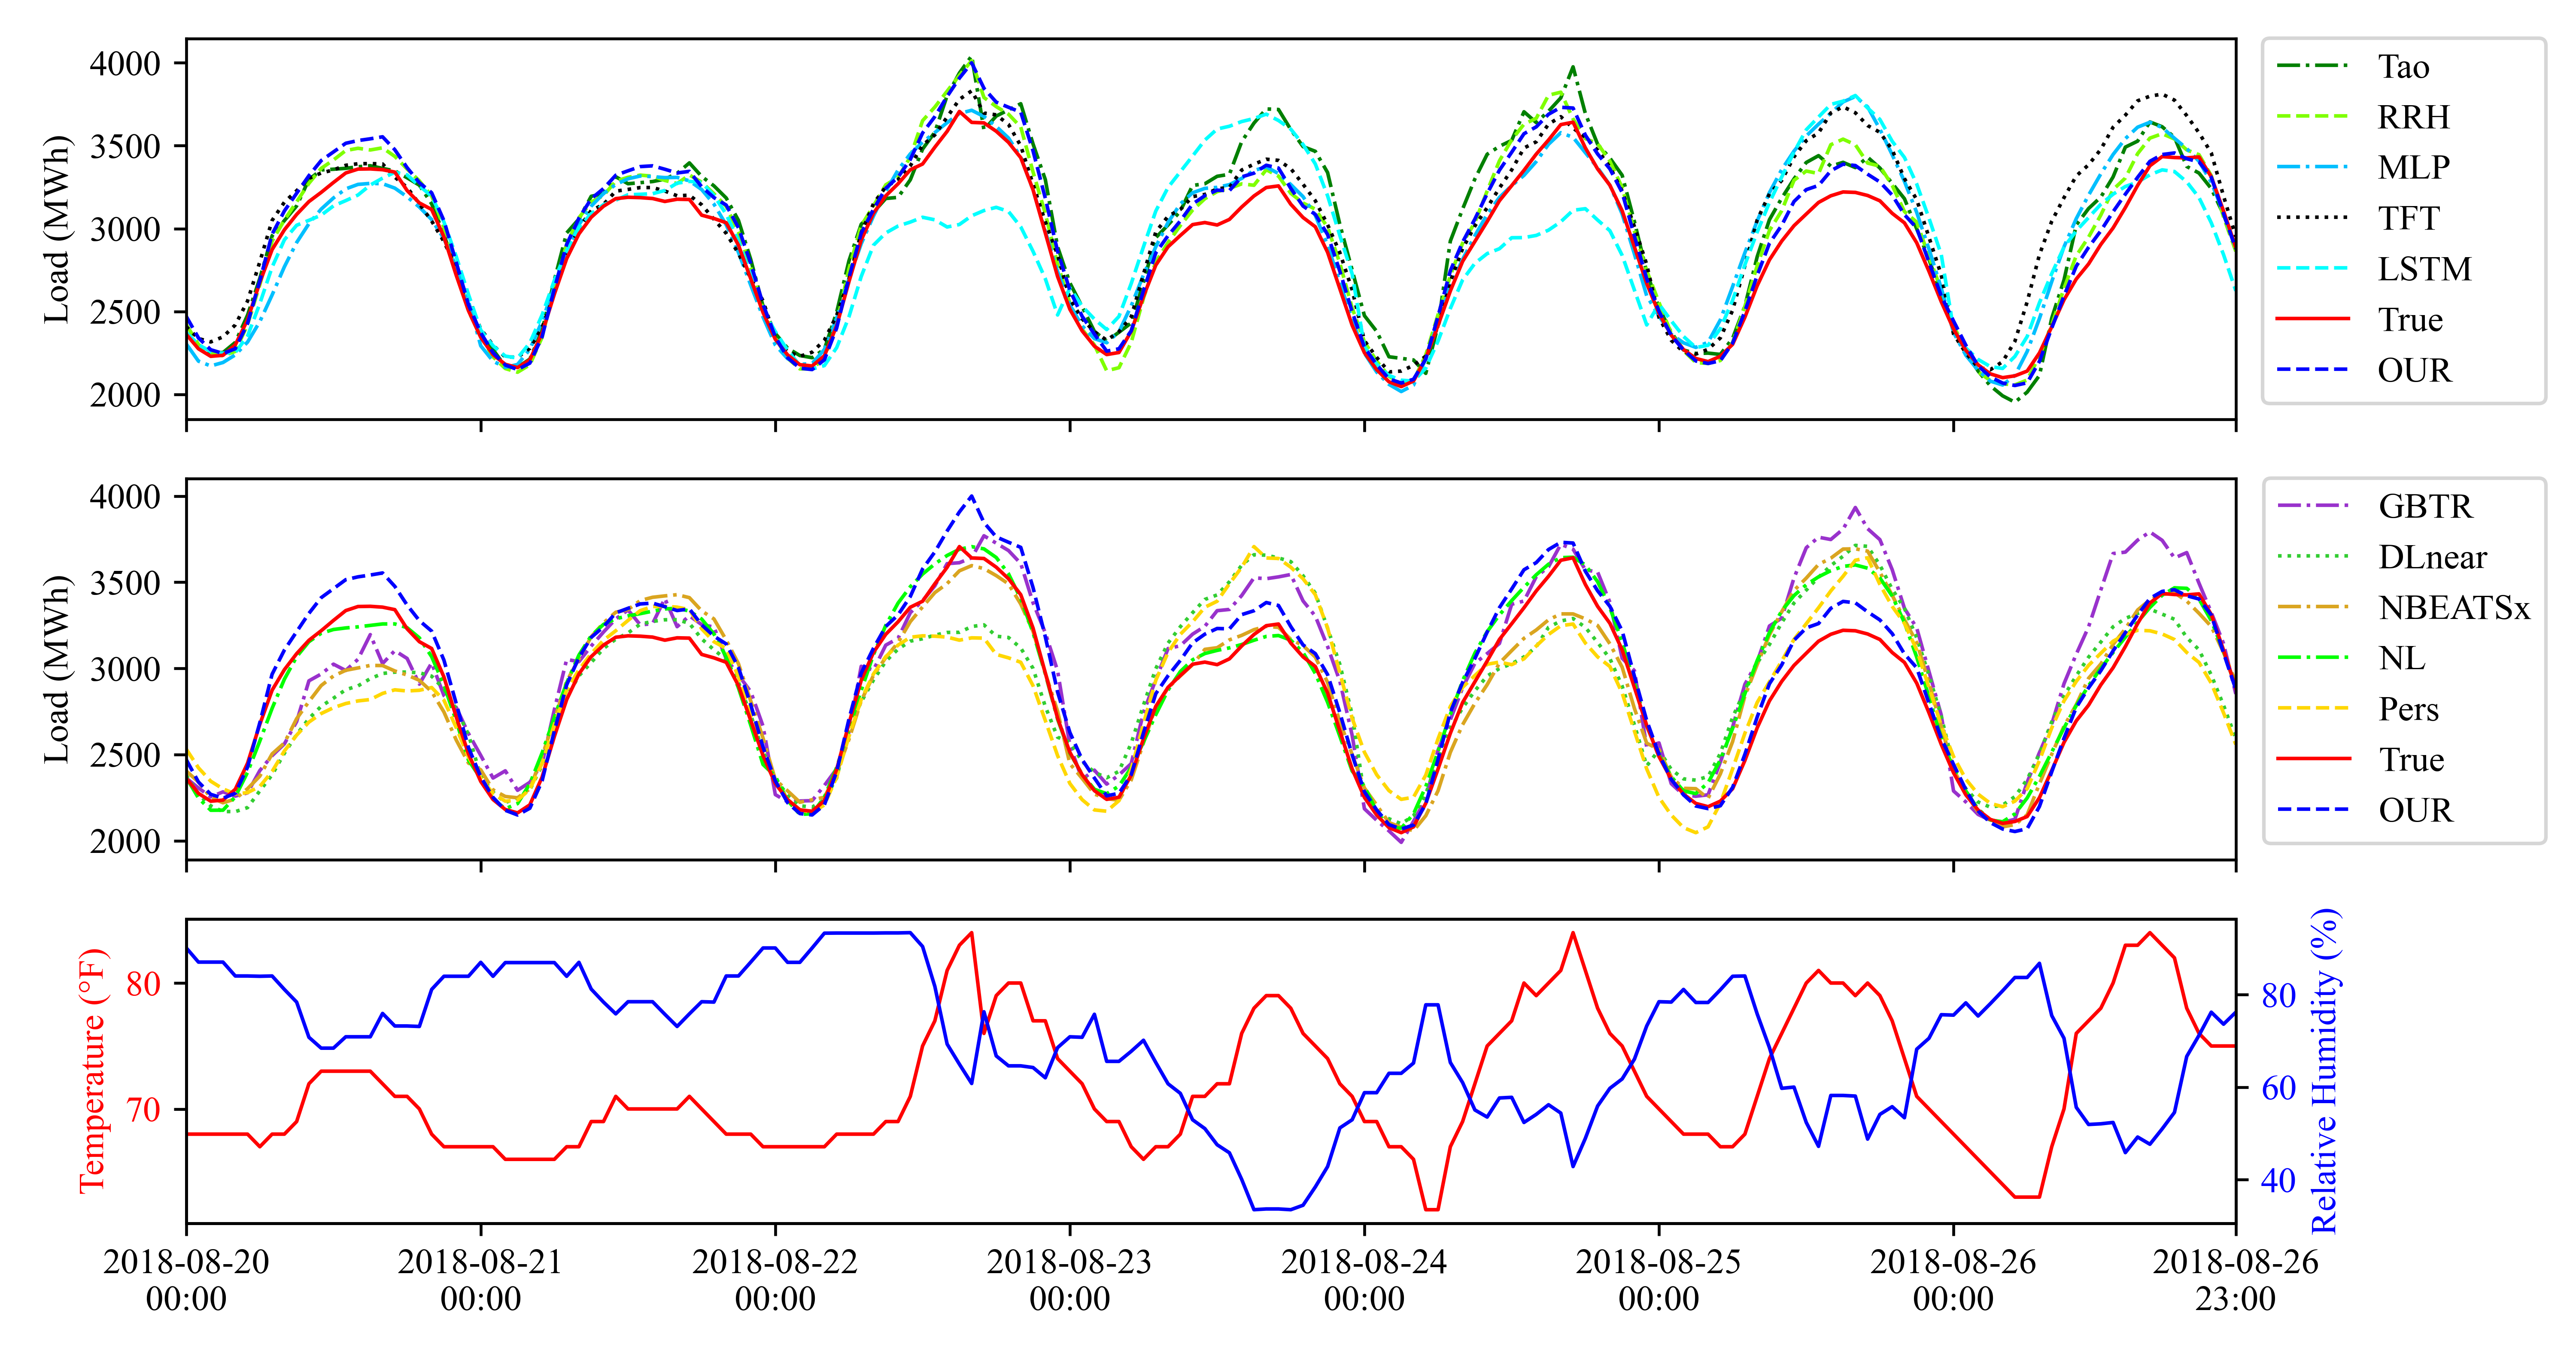 4000
3500
3000
2500
2000
Load (MWh)
Tao
RRH
MLP
TFT
LSTM
True
OUR
4000
3500
3000
2500
2000
Load (MWh)
GBTR
DLnear
NBEATSx
NL
Pers
True
OUR
80
70
Temperature (°F)
80
60
40
Relative Humidity (%)
2018-08-20
00:00
2018-08-21
00:00
2018-08-22
00:00
2018-08-23
00:00
2018-08-24
00:00
2018-08-25
00:00
2018-08-26
00:00
2018-08-26
23:00